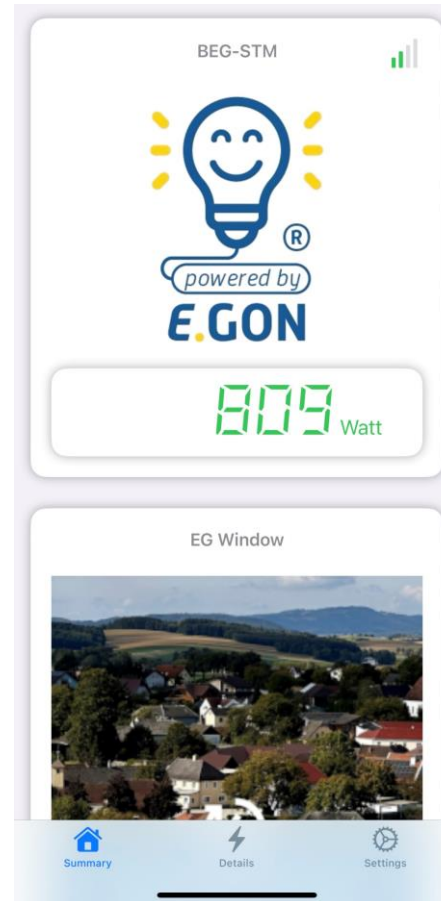 BEG-STM
®
powered by
E.GON
809 Watt
EG Window
Summary
Details
Settings